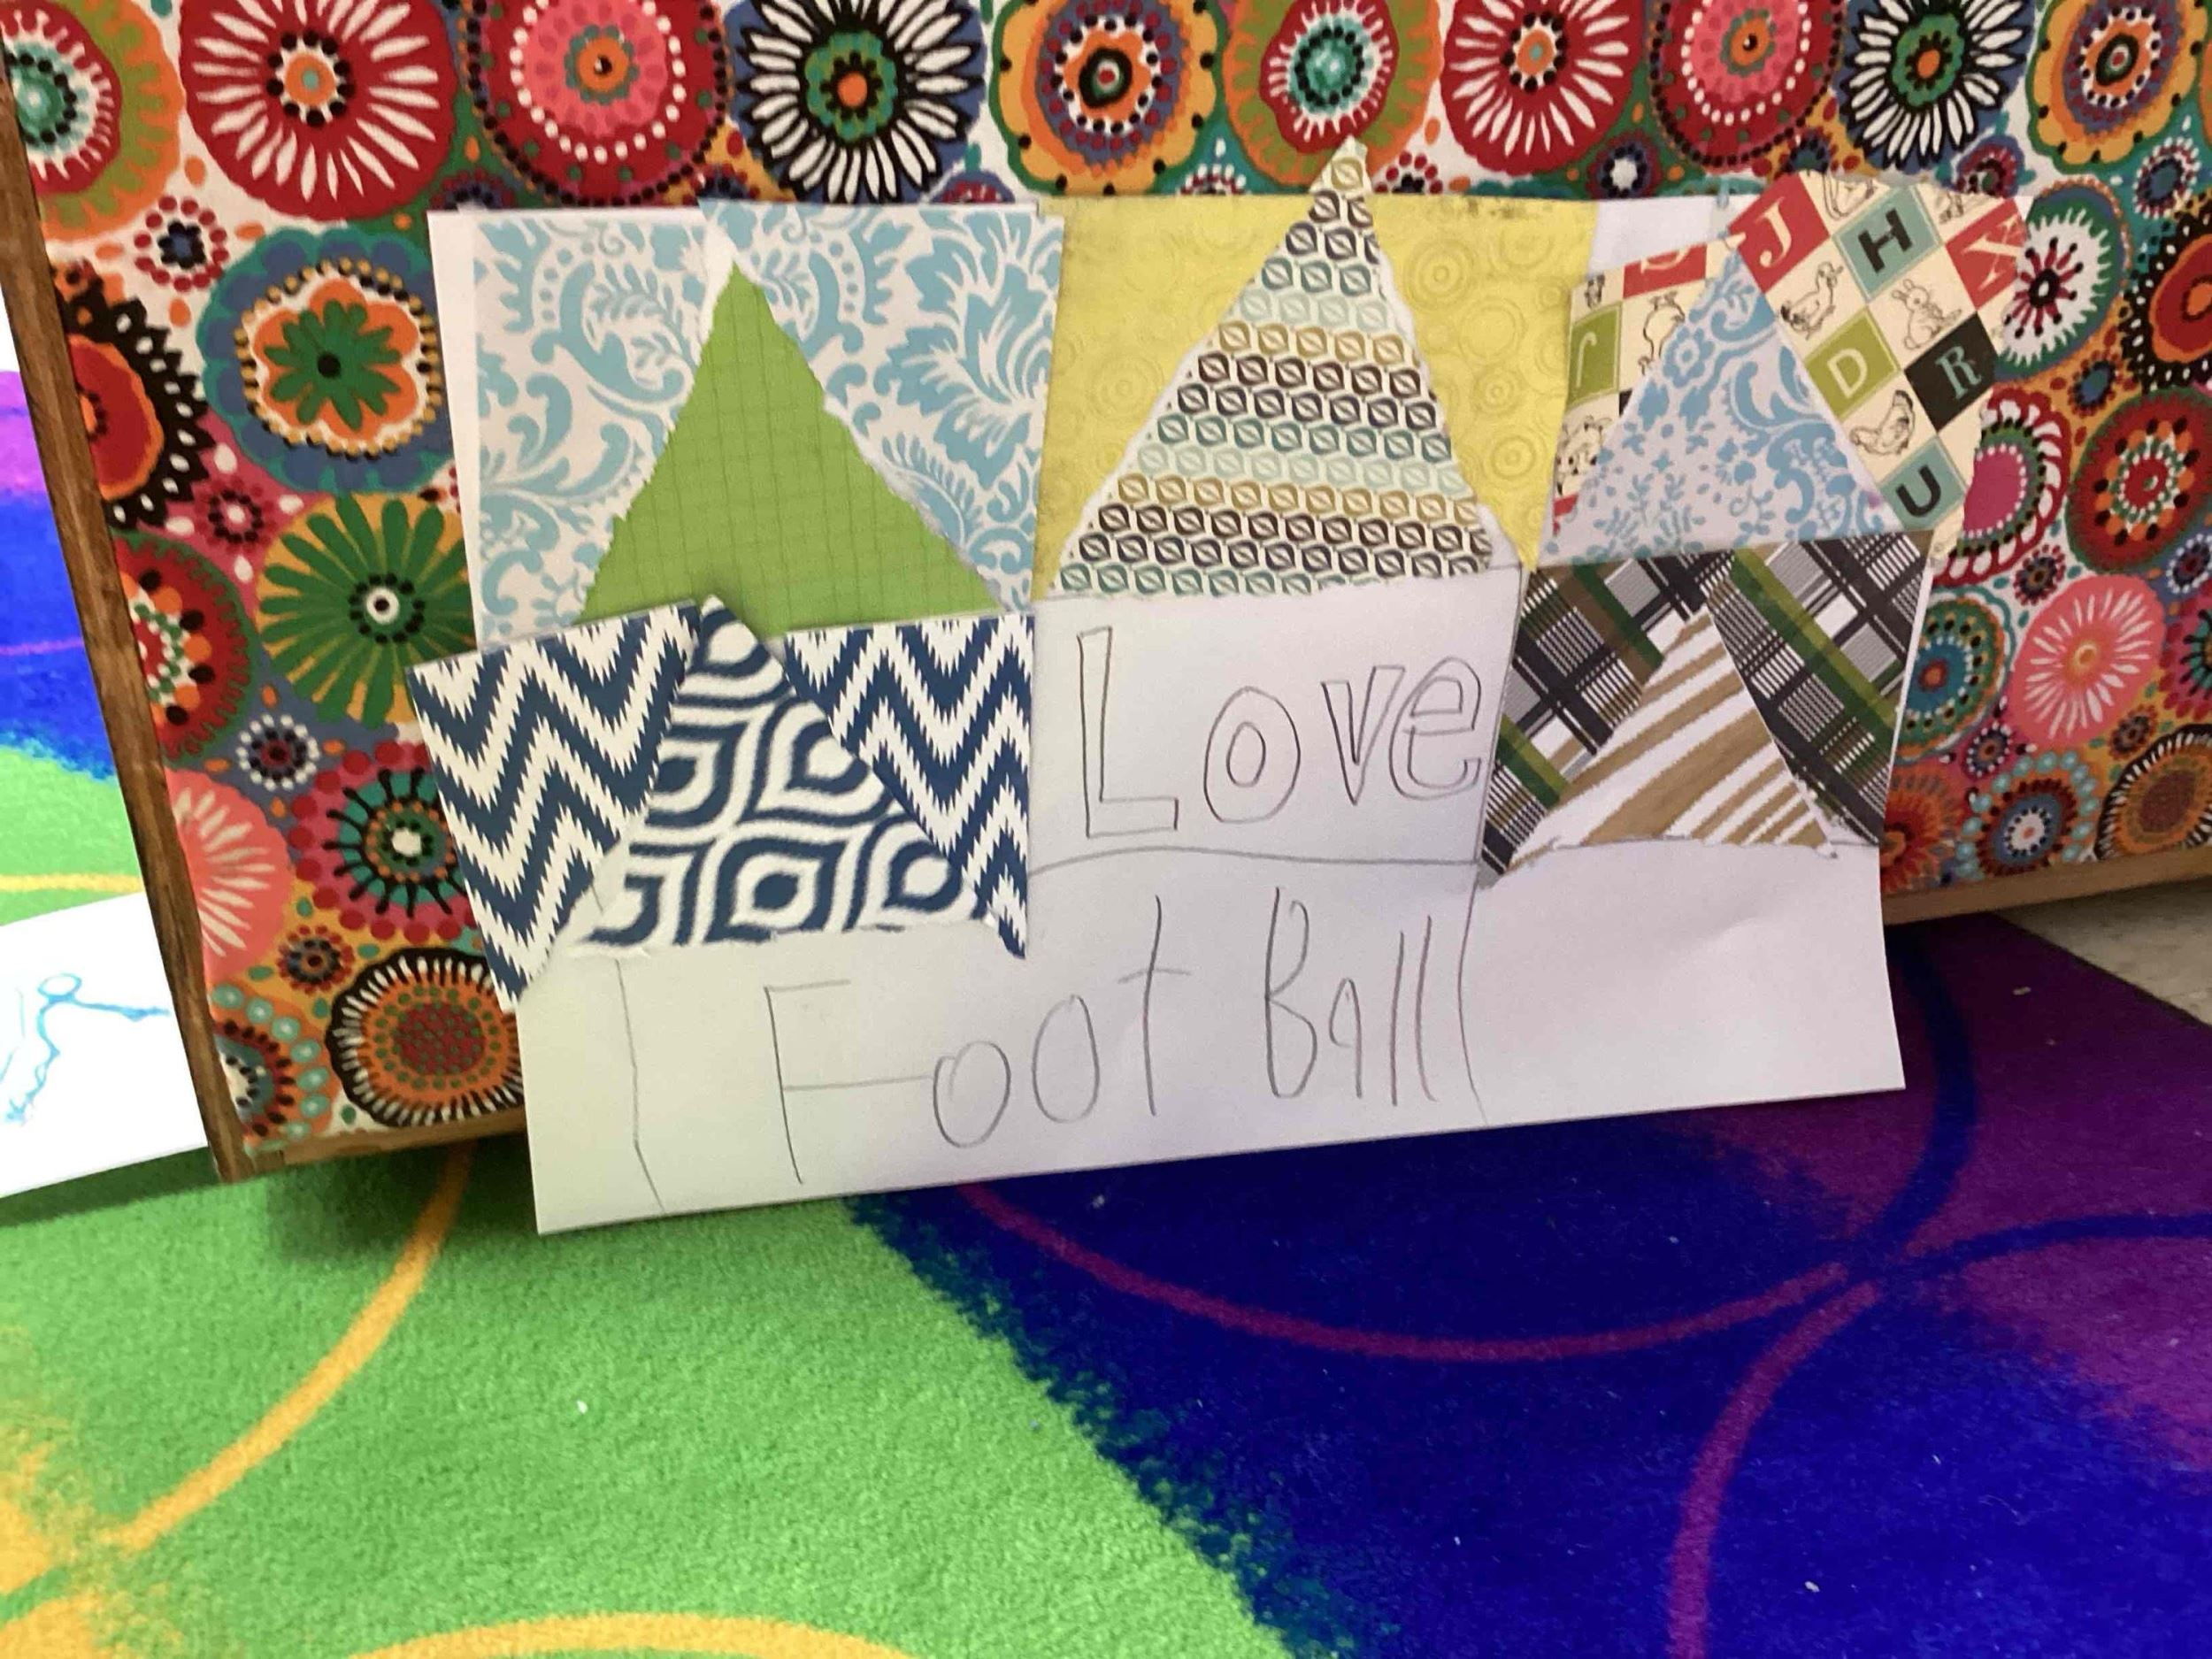 J H K
D R
U
Love
Foot Ball